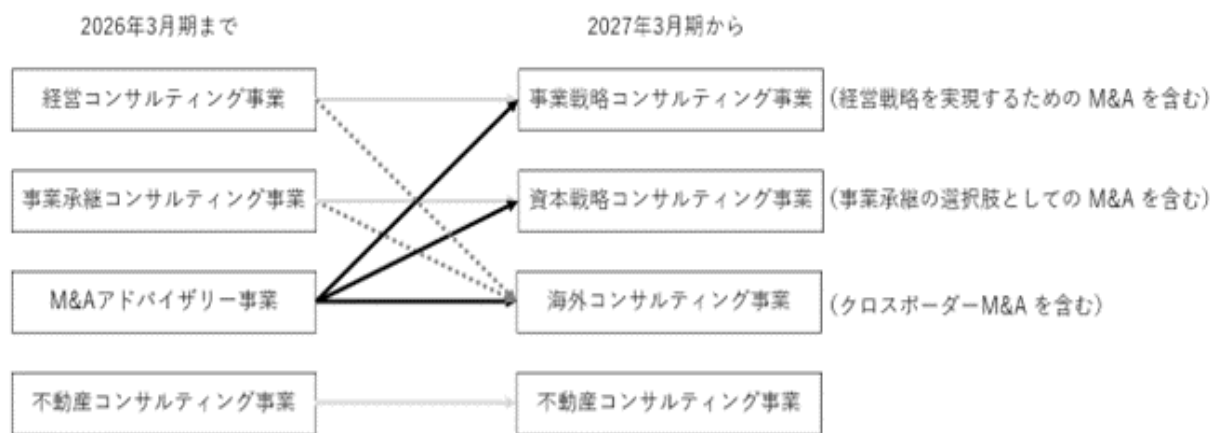 2026年3月期まで
2027年3月期から
経営コンサルティング事業
事業戦略コンサルティング事業
(経営戦略を実現するための M&A を含む)
事業承継コンサルティング事業
資本戦略コンサルティング事業
(事業承継の選択肢としての M&A を含む)
M&Aアドバイザリー事業
海外コンサルティング事業
(クロスボーダーM&A を含む)
不動産コンサルティング事業
不動産コンサルティング事業